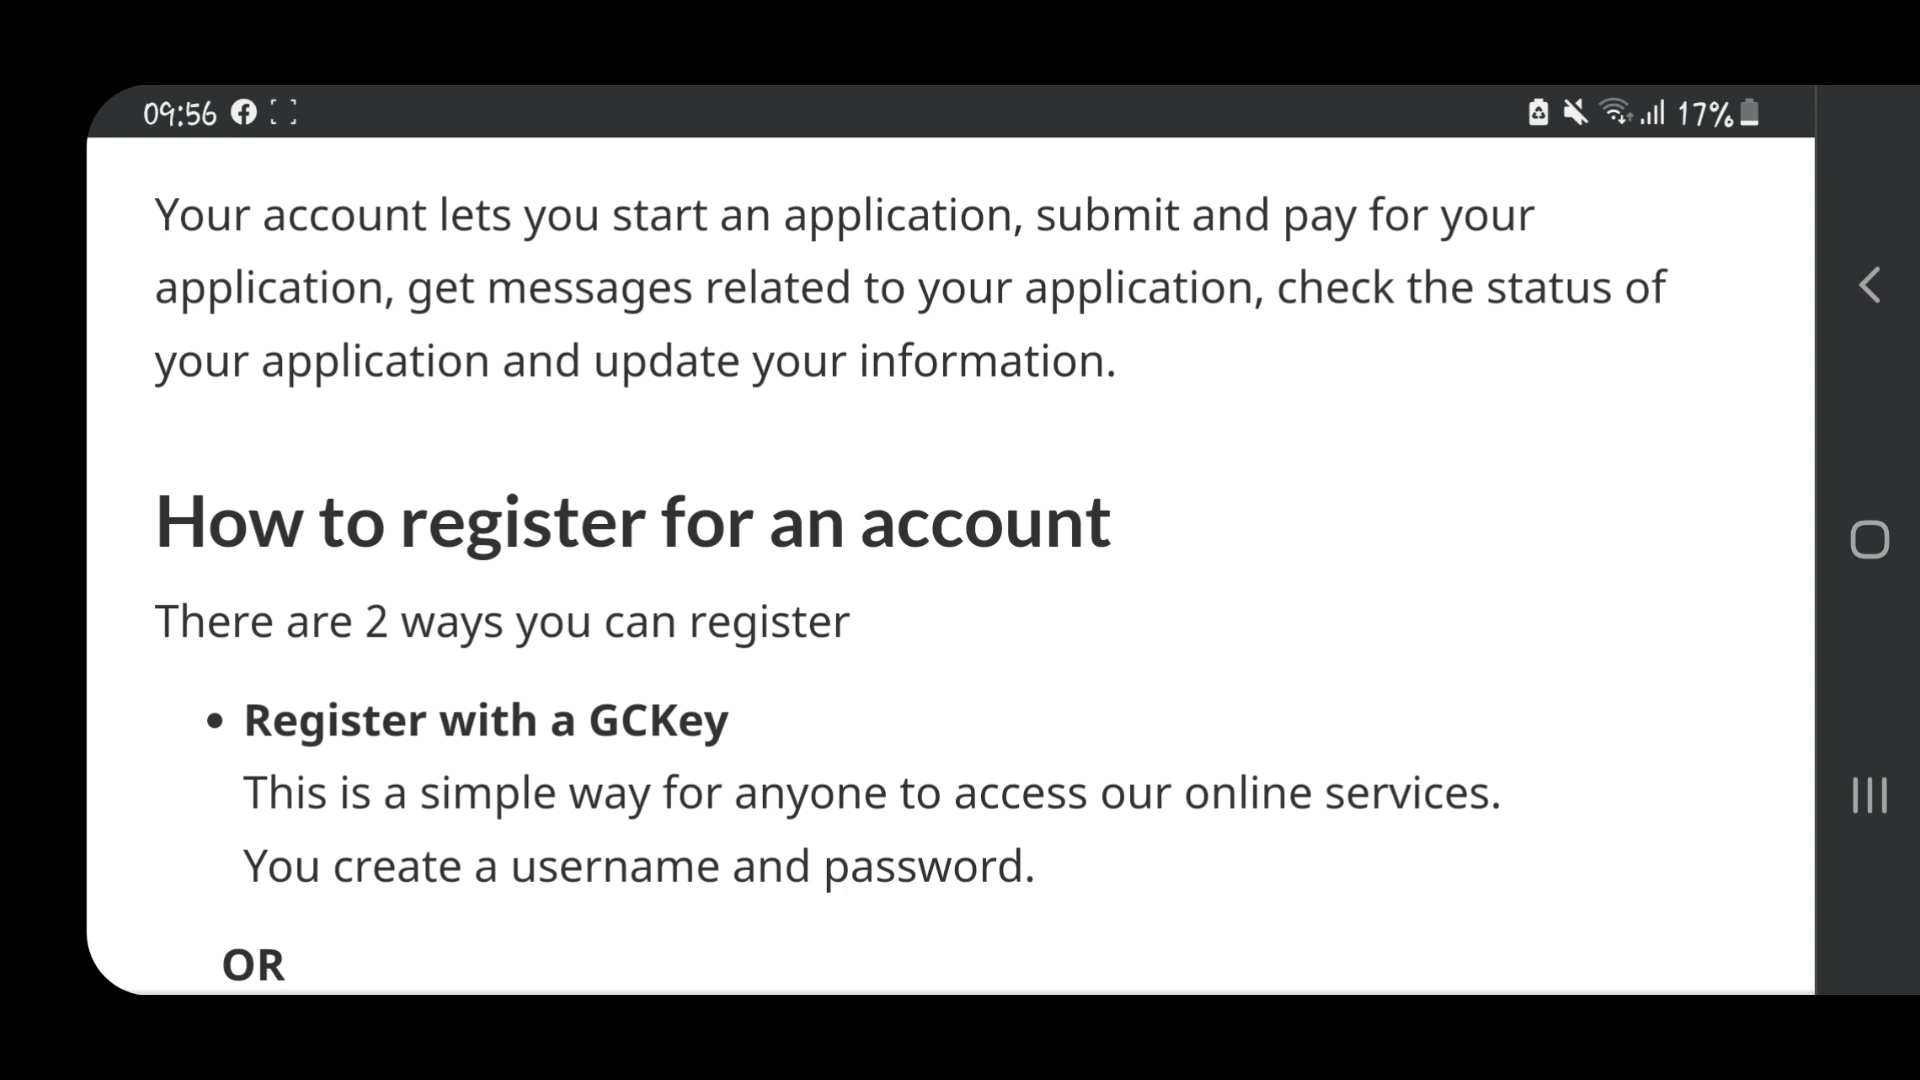 09:56
17%
Your account lets you start an application, submit and pay for your
application, get messages related to your application, check the status of
your application and update your information.
How to register for an account
There are 2 ways you can register
• Register with a GCKey
This is a simple way for anyone to access our online services.
You create a username and password.
OR